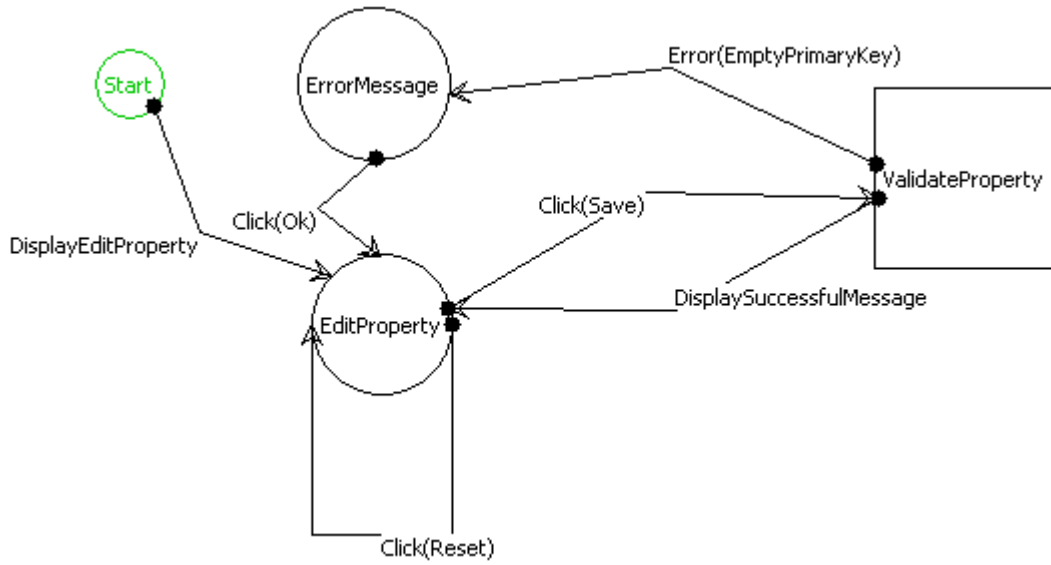 Error(EmptyPrimaryKey)
Start
ErrorMessage
ValidateProperty
Click(Save)
Click(Ok)
DisplayEditProperty
DisplaySuccessfulMessage
EditProperty
Click(Reset)